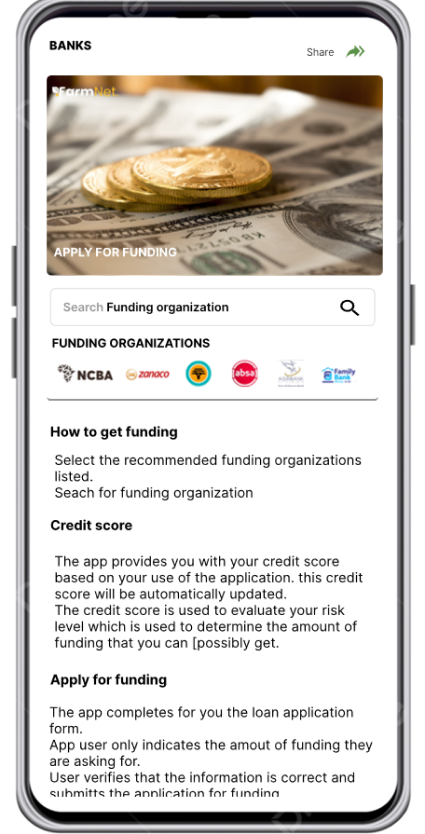 BANKS
Share
FarmNet
APPLY FOR FUNDING
Search Funding organization
FUNDING ORGANIZATIONS
NCBA zanaco absa Family Bank
How to get funding
Select the recommended funding organizations
listed.
Seach for funding organization
Credit score
The app provides you with your credit score
based on your use of the application. this credit
score will be automatically updated.
The credit score is used to evaluate your risk
level which is used to determine the amount of
funding that you can [possibly get.
Apply for funding
The app completes for you the loan application
form.
App user only indicates the amout of funding they
are asking for.
User verifies that the information is correct and
submitts the application for funding